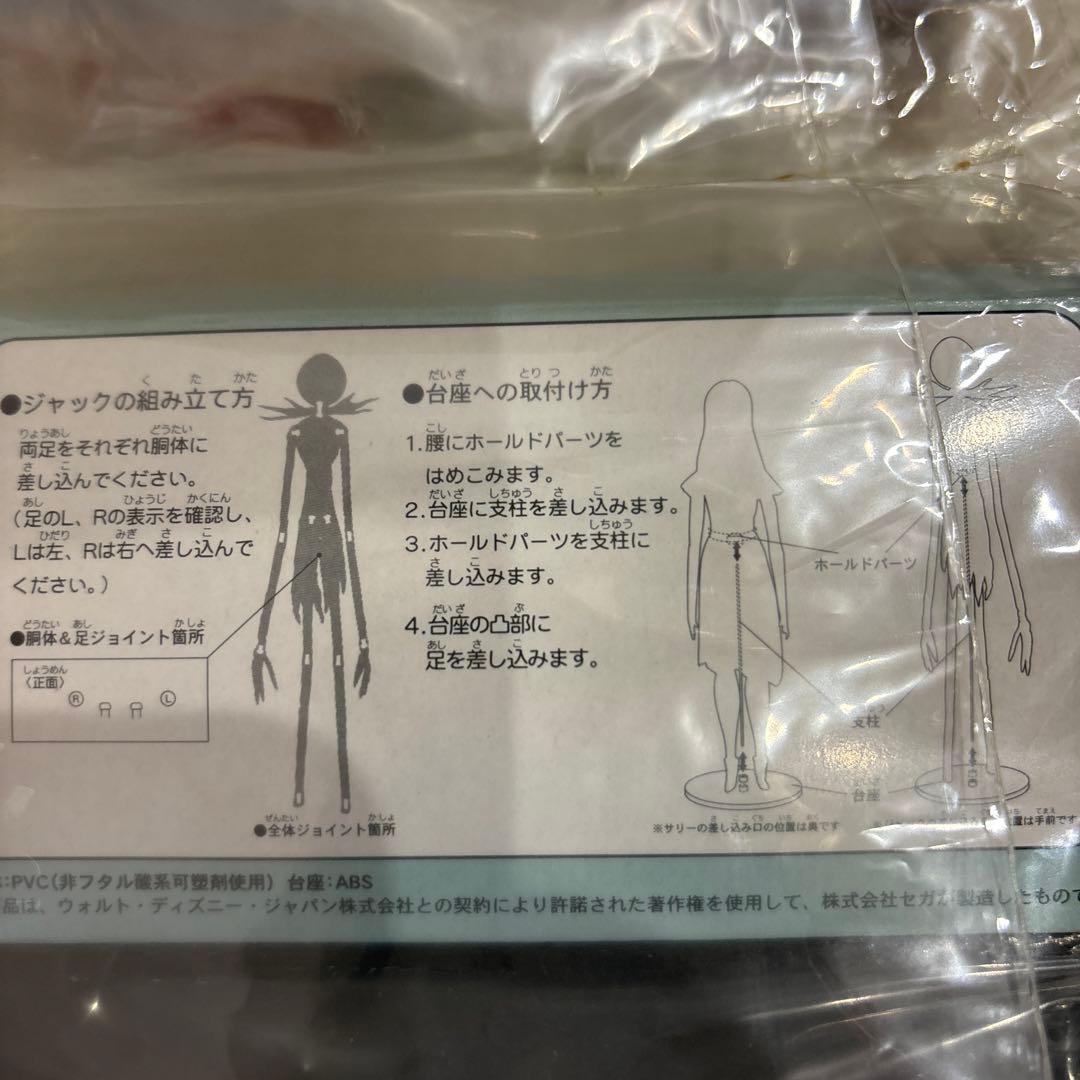 ●ジャックの組み立て方
両足をそれぞれ胴体に
差し込んでください。
(足のL、Rの表示を確認し、
Lは左、Rは右へ差し込んで
ください。)
●胴体&足ジョイント箇所
〈正面〉
R L
●全体ジョイント箇所
●台座への取付け方
1.腰にホールドパーツを
はめこみます。
2.台座に支柱を差し込みます。
3.ホールドパーツを支柱に
差し込みます。
4.台座の凸部に
足を差し込みます。
ホールドパーツ
支柱
台座
※サリーの差し込み口の位置は奥です
置は手前です
:PVC(非フタル酸系可塑剤使用) 台座:ABS
品は、ウォルト・ディズニー・ジャパン株式会社との契約により許諾された著作権を使用して、株式会社セガが製造したもので